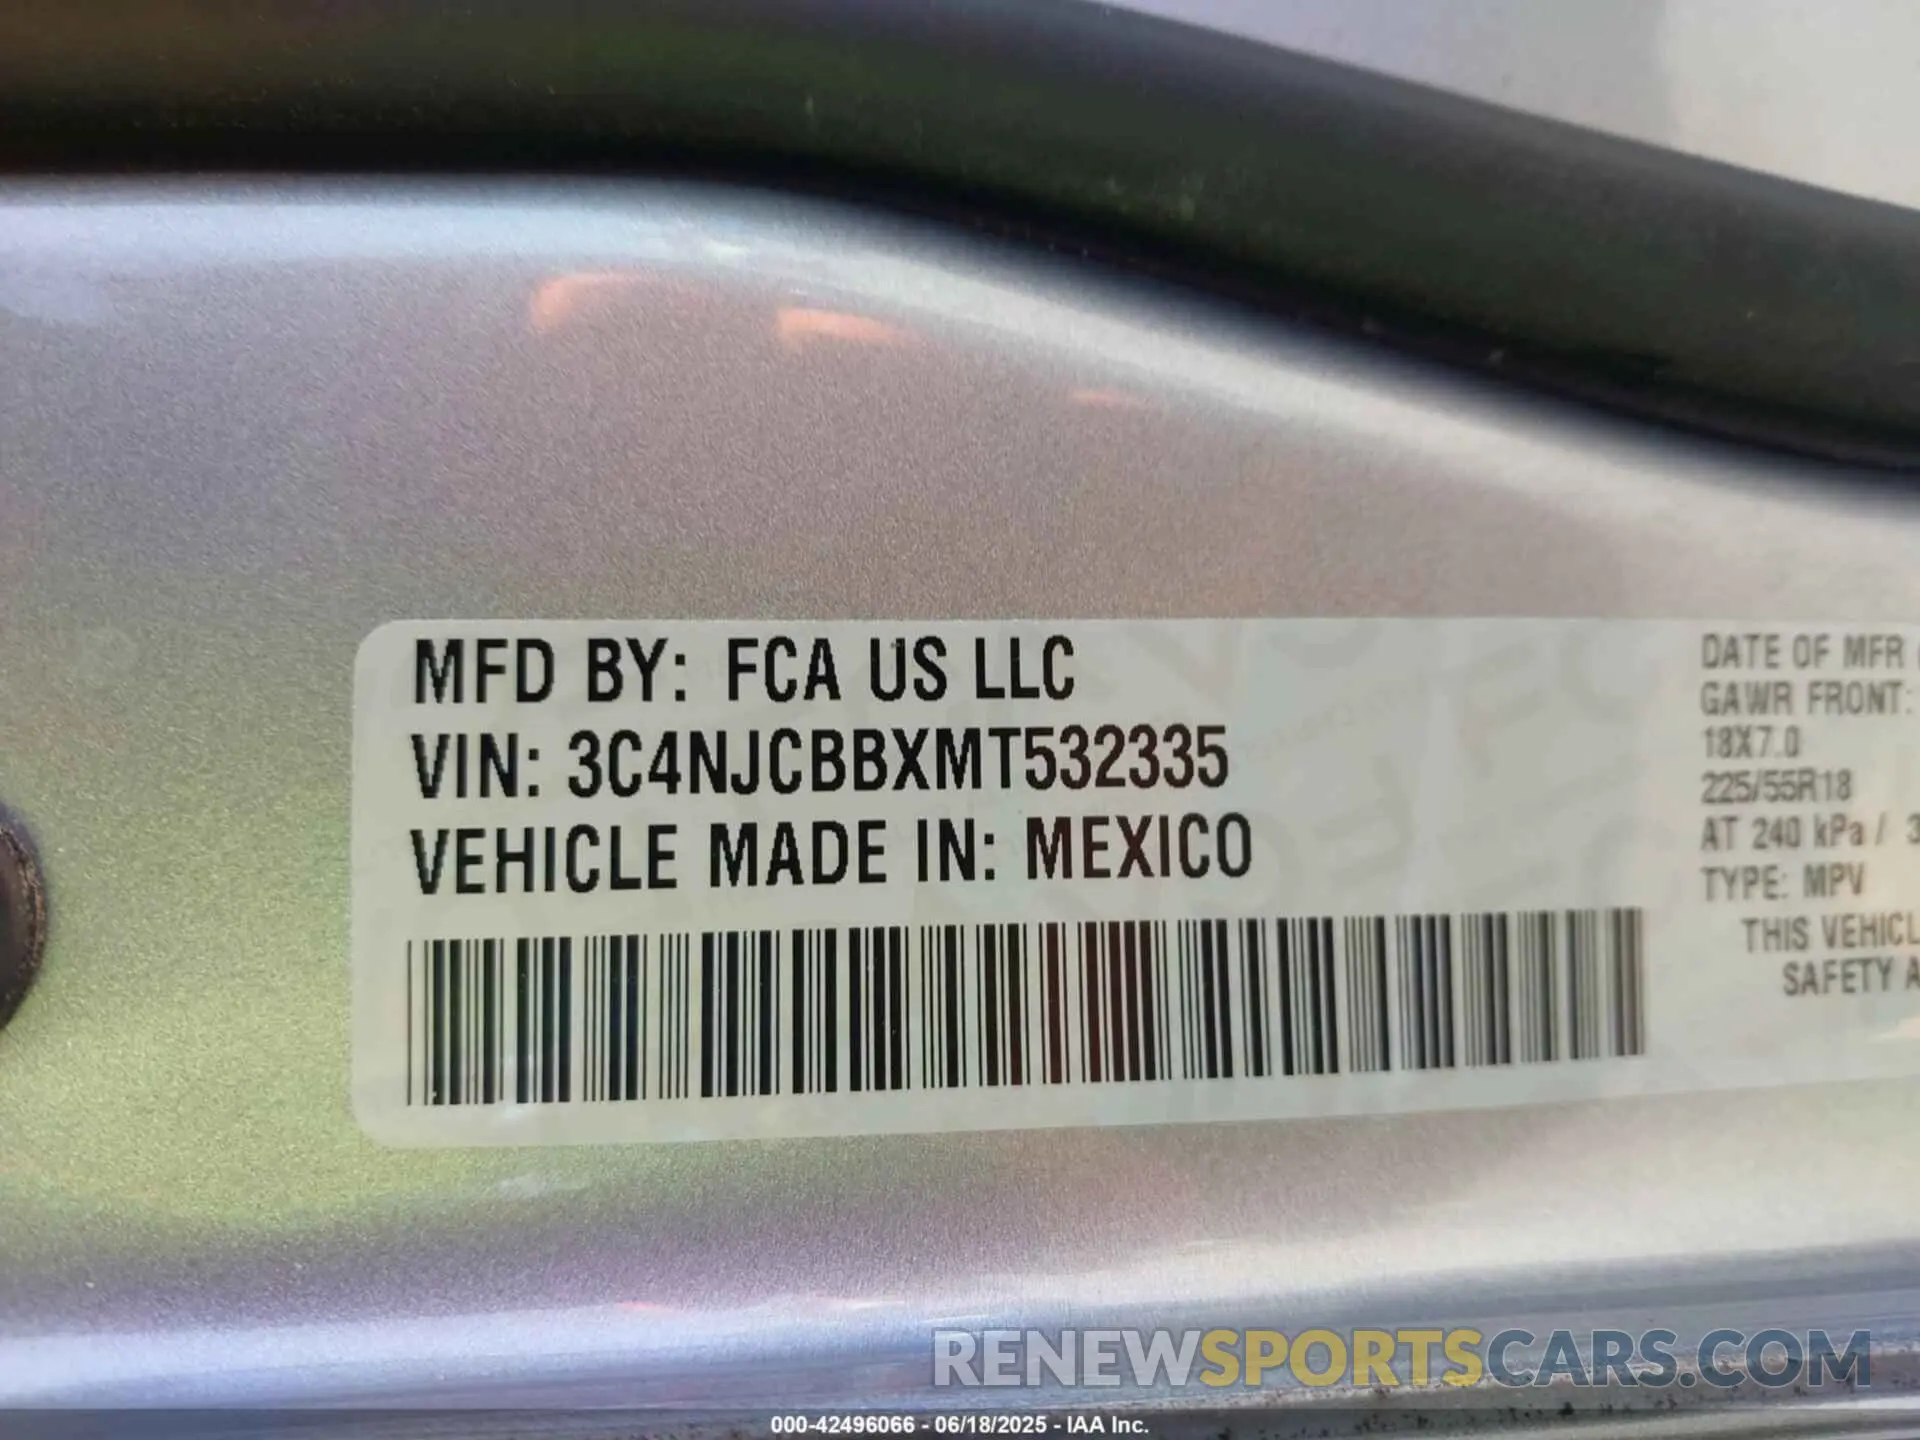 MFD BY: FCA US LLC
VIN: 3C4NJCBBXMT532335
VEHICLE MADE IN: MEXICO
DATE OF MFR
GAWR FRONT:
18X7.0
225/55R18
AT 240 kPa / 3
TYPE: MPV
THIS VEHICL
SAFETY A
RENEWSPORTSCARS.COM
000-42496066 - 06/18/2025 - IAA Inc.